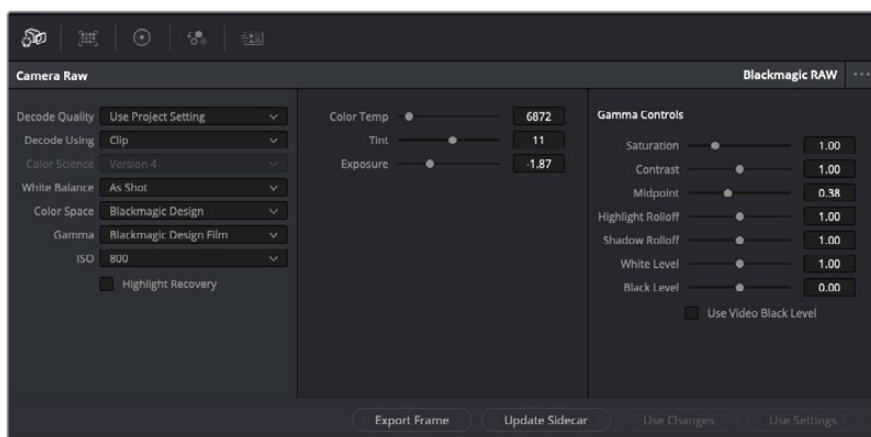 Camera Raw
Blackmagic RAW
Decode Quality Use Project Setting
Decode Using Clip
Color Science Version 4
White Balance As Shot
Color Space Blackmagic Design
Gamma Blackmagic Design Film
ISO 800
Highlight Recovery
Color Temp 6872
Tint 11
Exposure -1.87
Gamma Controls
Saturation 1.00
Contrast 1.00
Midpoint 0.38
Highlight Rolloff 1.00
Shadow Rolloff 1.00
White Level 1.00
Black Level 0.00
Use Video Black Level
Export Frame
Update Sidecar
Use Changes
Use Settings